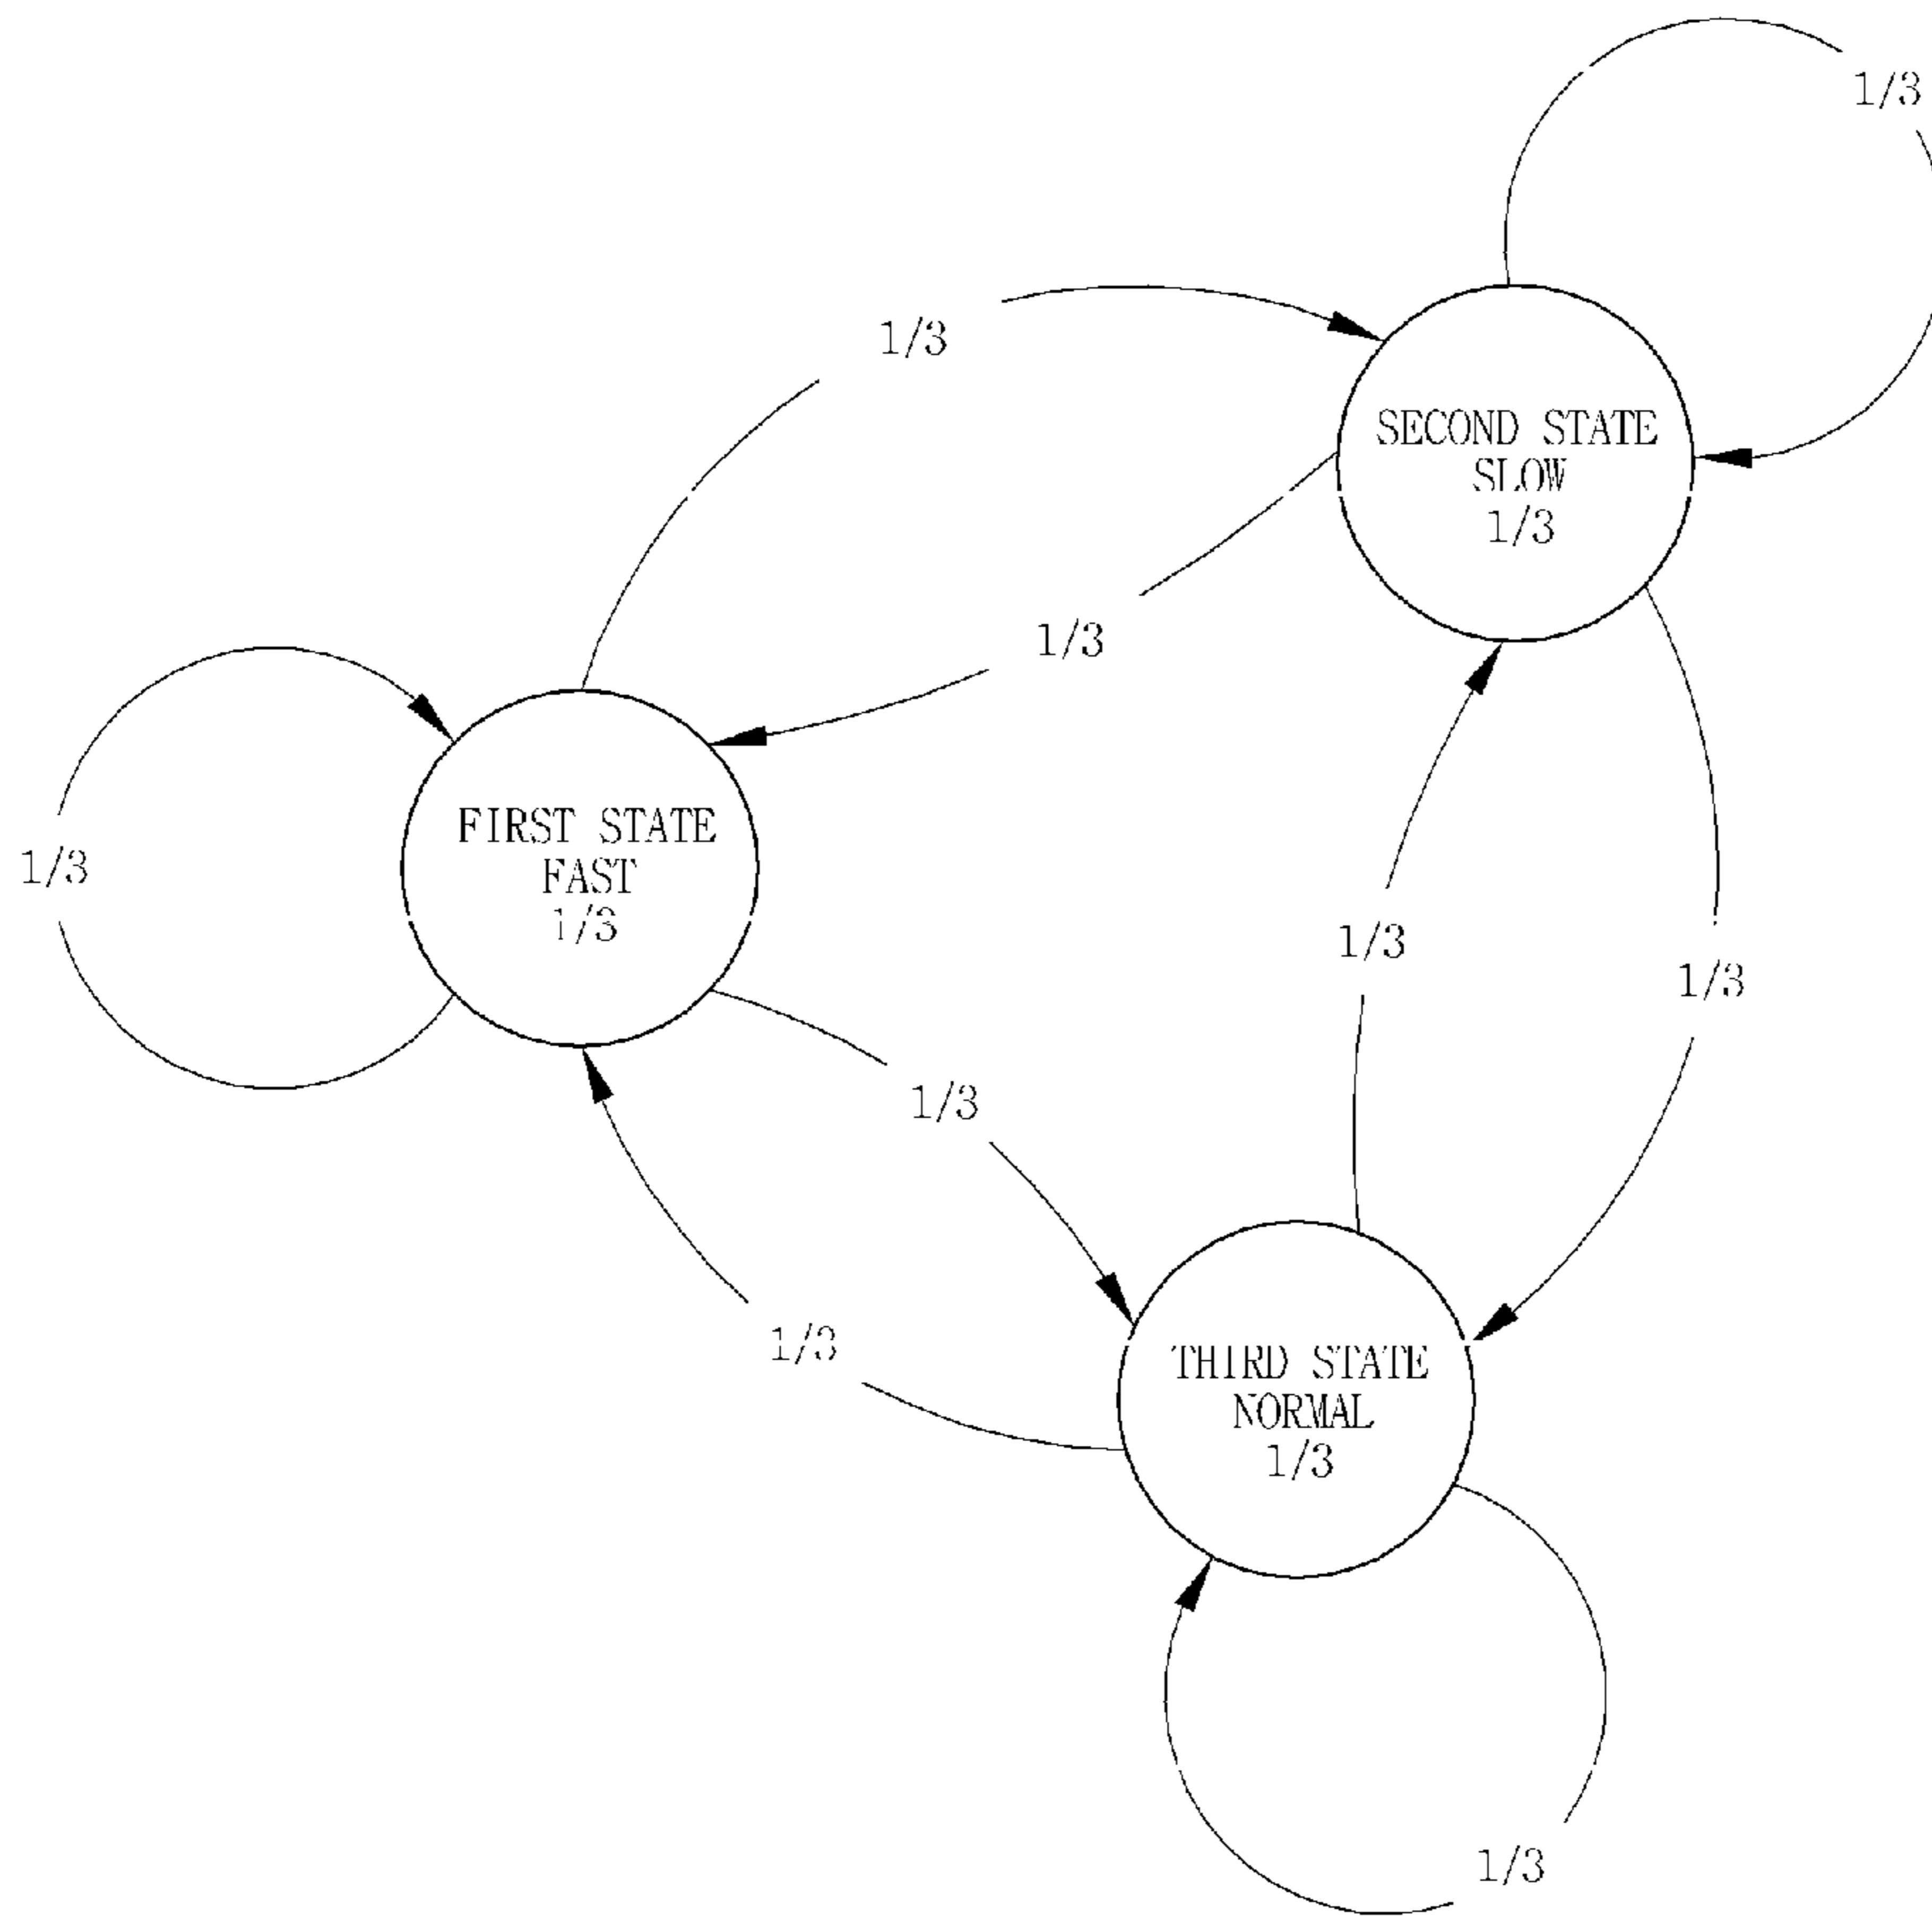 1/3
1/3
SECOND STATE
SLOW
1/3
1/3
FIRST STATE
FAST
1/3
1/3
1/3
1/3
1/3
1/3
THIRD STATE
NORMAL
1/3
1/3